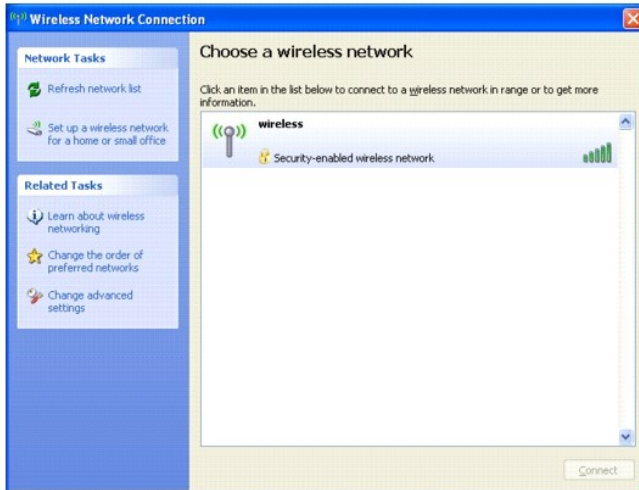 Wireless Network Connection
Network Tasks
Refresh network list
Set up a wireless network
for a home or small office
Related Tasks
Learn about wireless
networking
Change the order of
preferred networks
Change advanced
settings
Choose a wireless network
Click an item in the list below to connect to a wireless network in range or to get more
information.
wireless
Security-enabled wireless network
Connect